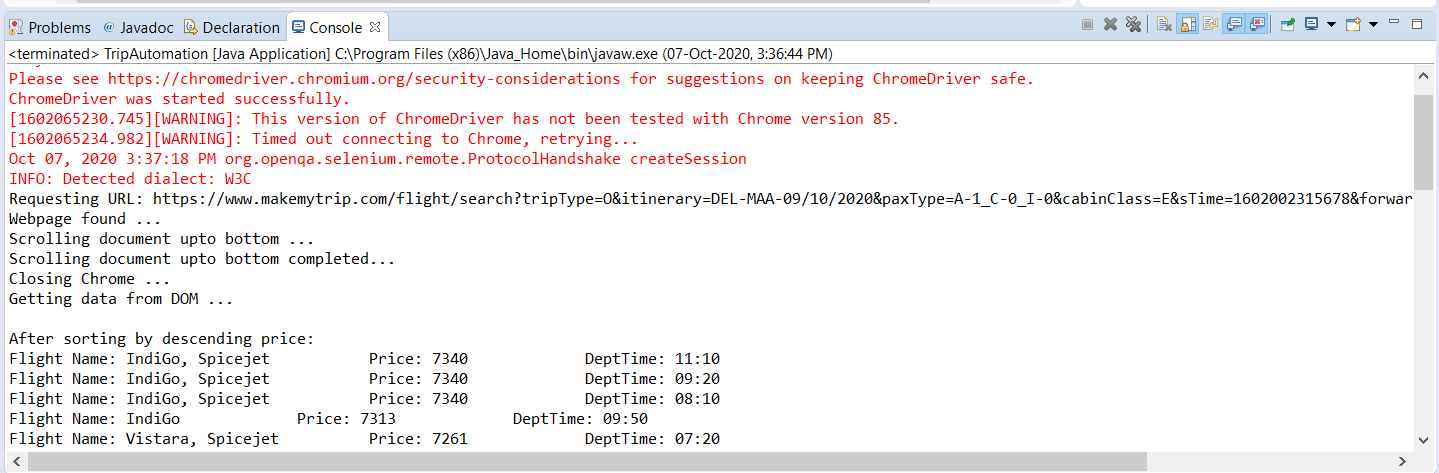 Problems @ Javadoc Declaration Console
<terminated> TripAutomation [Java Application] C:\Program Files (x86)\Java_Home\bin\javaw.exe (07-Oct-2020, 3:36:44 PM)
Please see https://chromedriver.chromium.org/security-considerations for suggestions on keeping ChromeDriver safe.
ChromeDriver was started successfully.
[1602065230.745][WARNING]: This version of ChromeDriver has not been tested with Chrome version 85.
[1602065234.982][WARNING]: Timed out connecting to Chrome, retrying...
Oct 07, 2020 3:37:18 PM org.openqa.selenium.remote.ProtocolHandshake createSession
INFO: Detected dialect: W3C
Requesting URL: https://www.makemytrip.com/flight/search?tripType=O&itinerary=DEL-MAA-09/10/2020&paxType=A-1_C-0_I-0&cabinClass=E&sTime=1602002315678&forwar
Webpage found ...
Scrolling document upto bottom ...
Scrolling document upto bottom completed...
Closing Chrome ...
Getting data from DOM ...
After sorting by descending price:
Flight Name: IndiGo, Spicejet Price: 7340 DeptTime: 11:10
Flight Name: IndiGo, Spicejet Price: 7340 DeptTime: 09:20
Flight Name: IndiGo, Spicejet Price: 7340 DeptTime: 08:10
Flight Name: IndiGo Price: 7313 DeptTime: 09:50
Flight Name: Vistara, Spicejet Price: 7261 DeptTime: 07:20